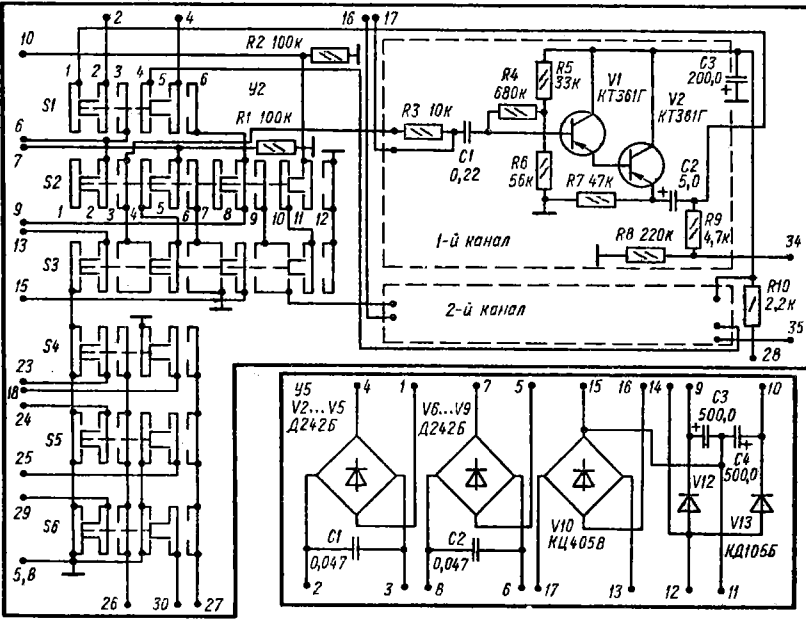 2 4 16 17
10 R2 100к
1 2 3 4 5 6 У2
S1
6
7 R1 100к
S2
1 2 3 4 5 6 7 8 9 10 11 12
9
13
S3
15
S4
23
18
24
S5
25
29
S6
5,8
26 30 27
R3 10к
R4
680к
C1
0,22
R5
33к
V1
КТ361Г
V2
КТ361Г
C3
200,0
+
R6
56к
R7 47к
+
C2
5,0
R9
4,7к
R8 220к
1-й канал
34
2-й канал
R10
2,2к
35
28
У5
4 1 7 5 15 16 14 9 10
V2...V5
Д242Б
V6...V9
Д242Б
C3
500,0
+
C4
500,0
+
V12
V13
V10
КЦ405В
КД105Б
C1
0,047
C2
0,047
2 3 8 6 17 13 12 11